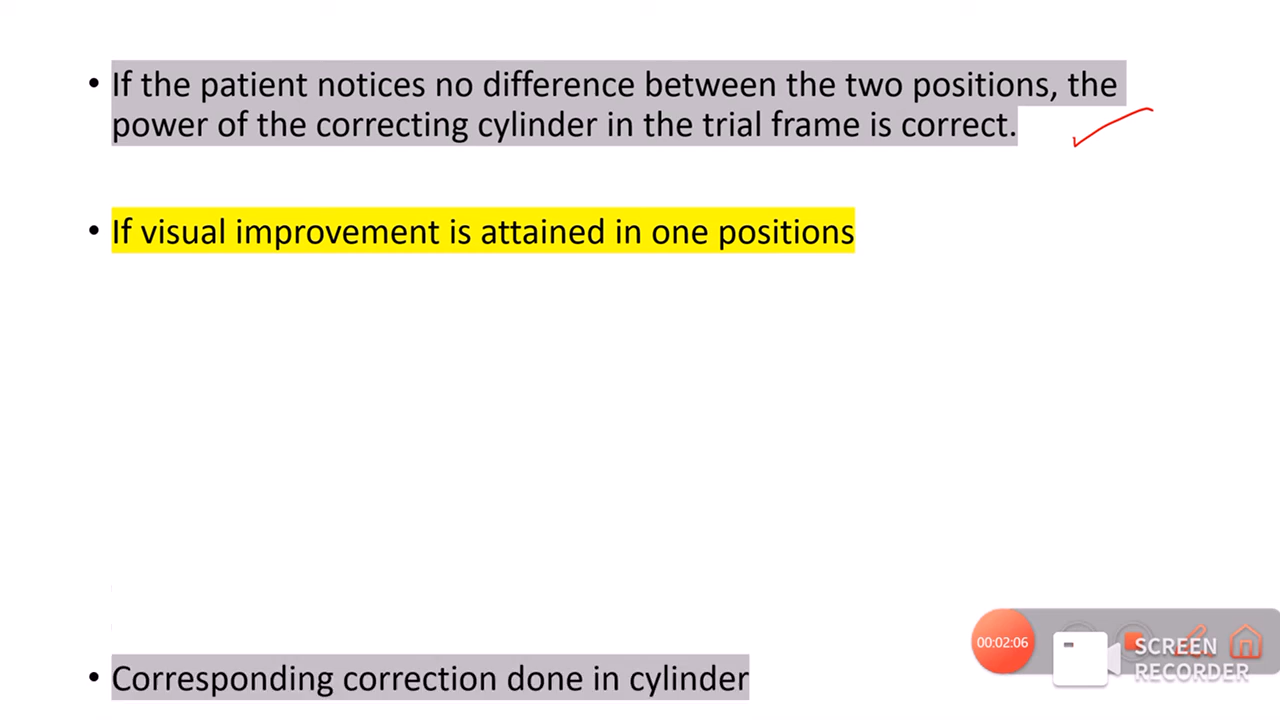 • If the patient notices no difference between the two positions, the
power of the correcting cylinder in the trial frame is correct.
• If visual improvement is attained in one positions
• Corresponding correction done in cylinder
00:02:06
SCREEN
RECORDER